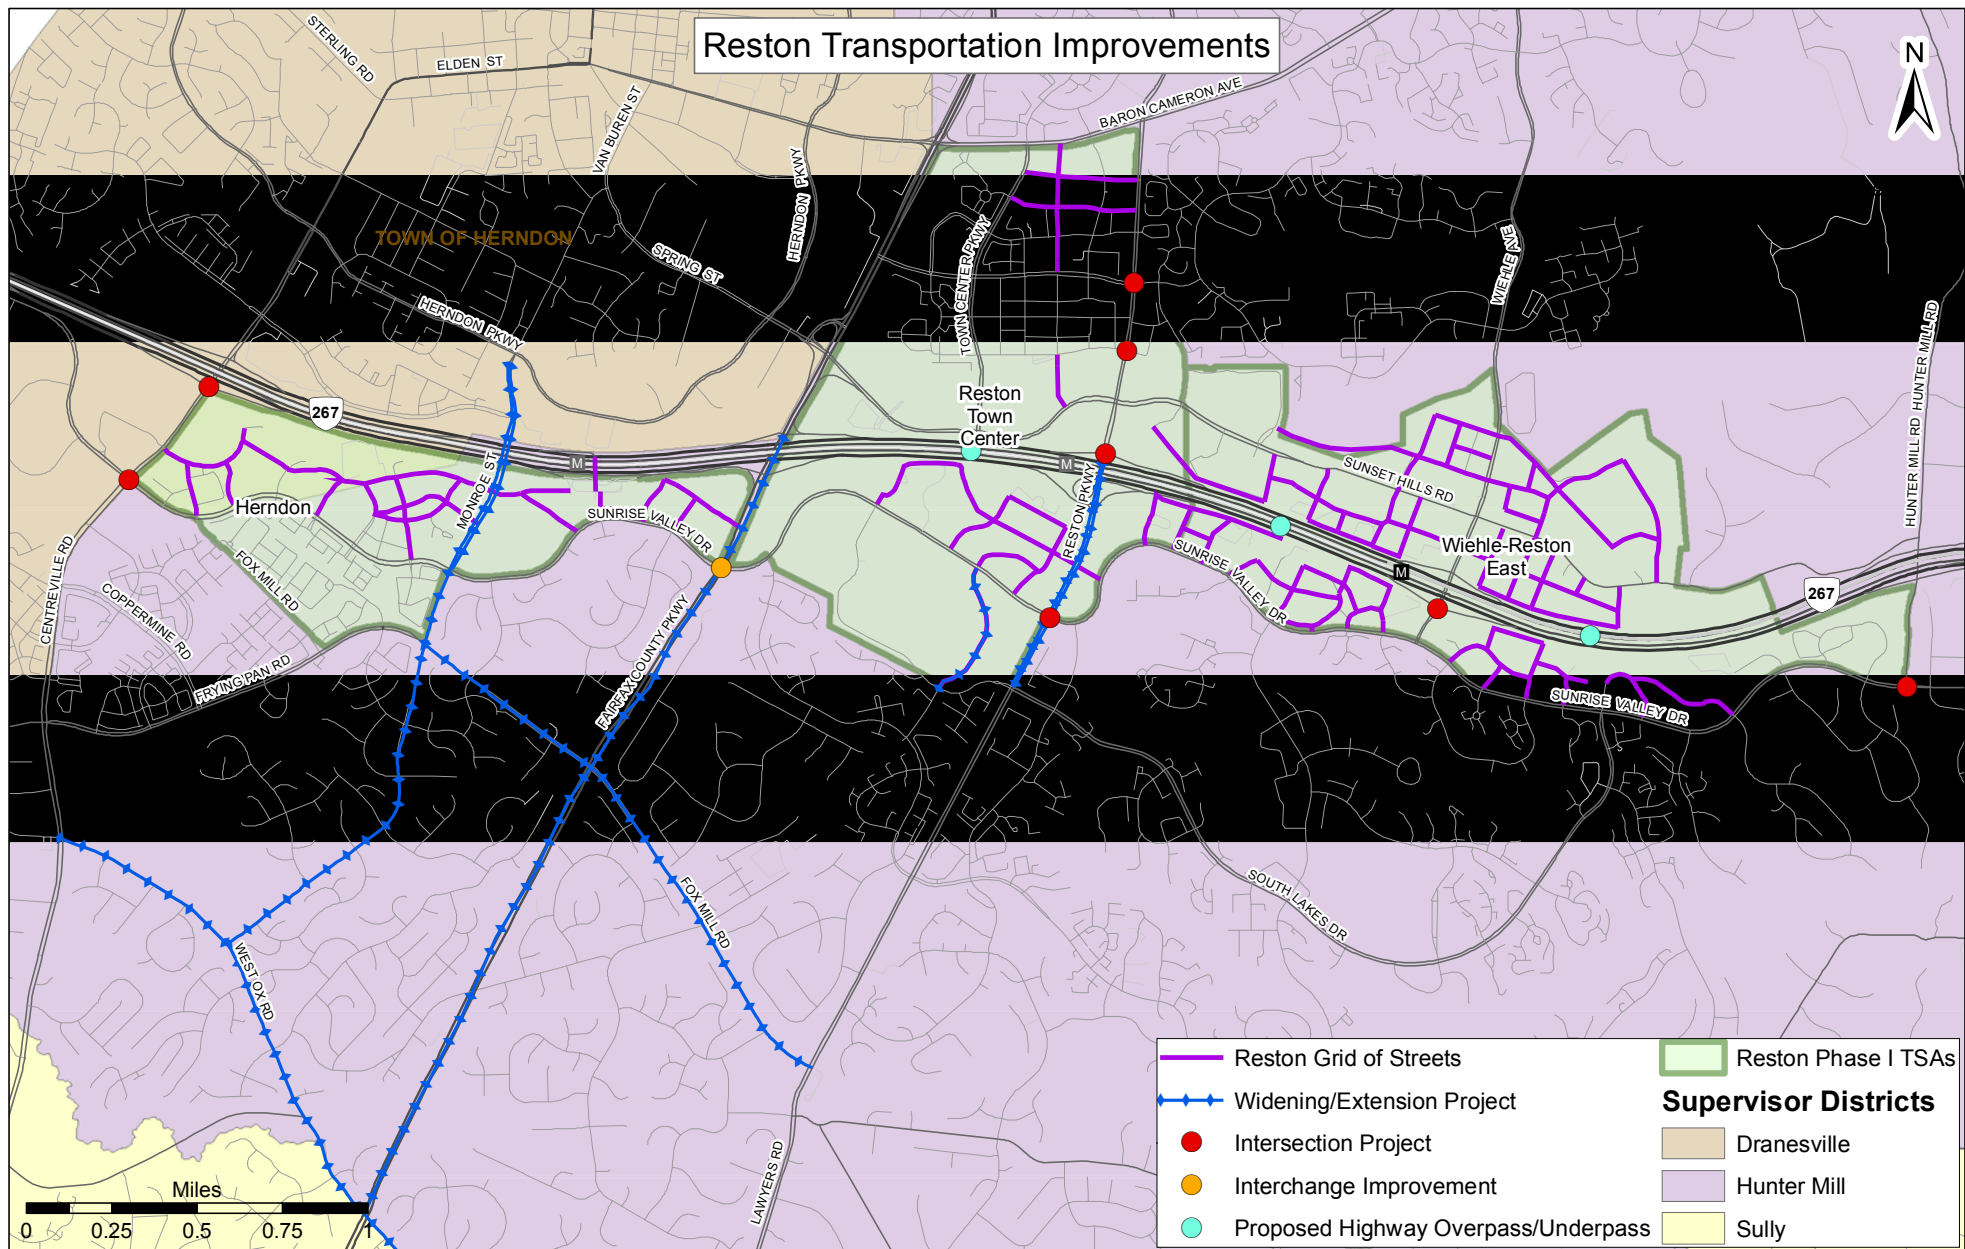 Reston Transportation Improvements
N
STERLING RD
ELDEN ST
VAN BUREN ST
BARON CAMERON AVE
HERNDON PKWY
TOWN OF HERNDON
SPRING ST
TOWN CENTER PKWY
WIEHLE AVE
HERNDON PKWY
HUNTER MILL RD
HUNTER MILL RD
267
Reston
Town
Center
M
M
SUNSET HILLS RD
MONROE ST
Herndon
SUNRISE VALLEY DR
RESTON PKWY
SUNRISE VALLEY DR
Wiehle-Reston
East
M
267
CENTREVILLE RD
FOX MILL RD
COPPERMINE RD
FRYING PAN RD
FAIRFAX COUNTY PKWY
SUNRISE VALLEY DR
FOX MILL RD
SOUTH LAKES DR
WEST OX RD
LAWYERS RD
Miles
0 0.25 0.5 0.75 1
Reston Grid of Streets
Widening/Extension Project
Intersection Project
Interchange Improvement
Proposed Highway Overpass/Underpass
Reston Phase I TSAs
Supervisor Districts
Dranesville
Hunter Mill
Sully